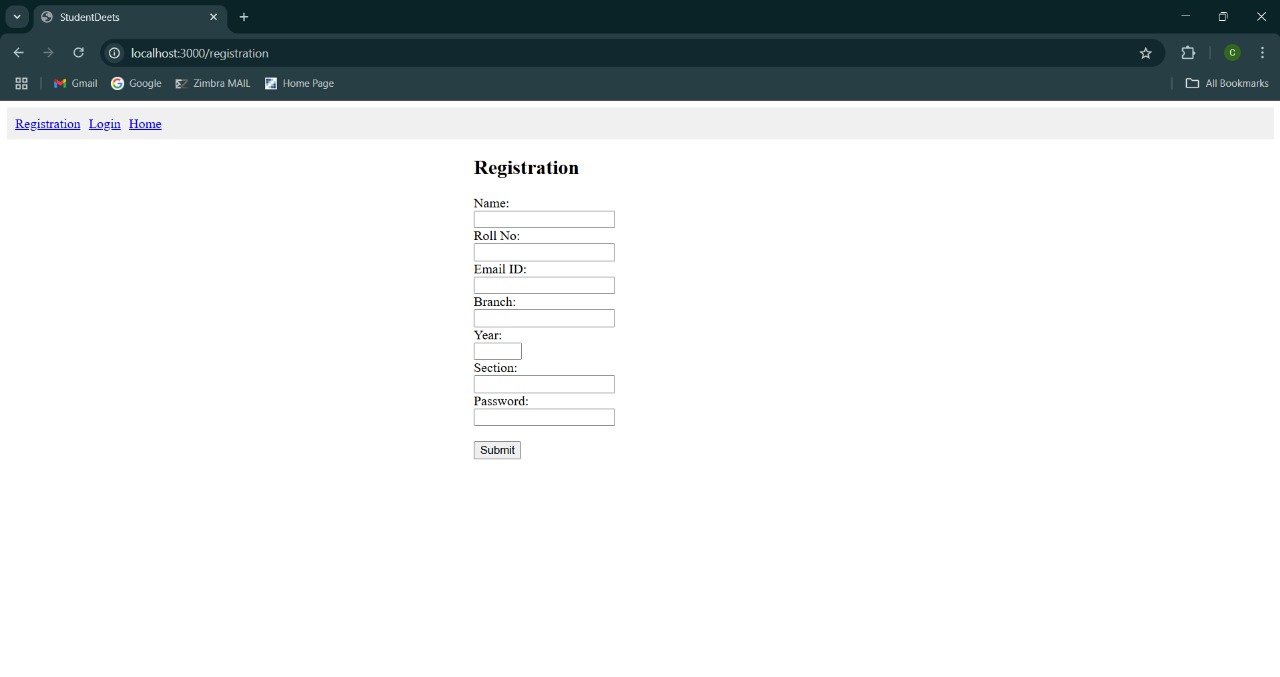 StudentDeets
localhost:3000/registration
C
Gmail Google Zimbra MAIL Home Page All Bookmarks
Registration Login Home
Registration
Name:
Roll No:
Email ID:
Branch:
Year:
Section:
Password:
Submit